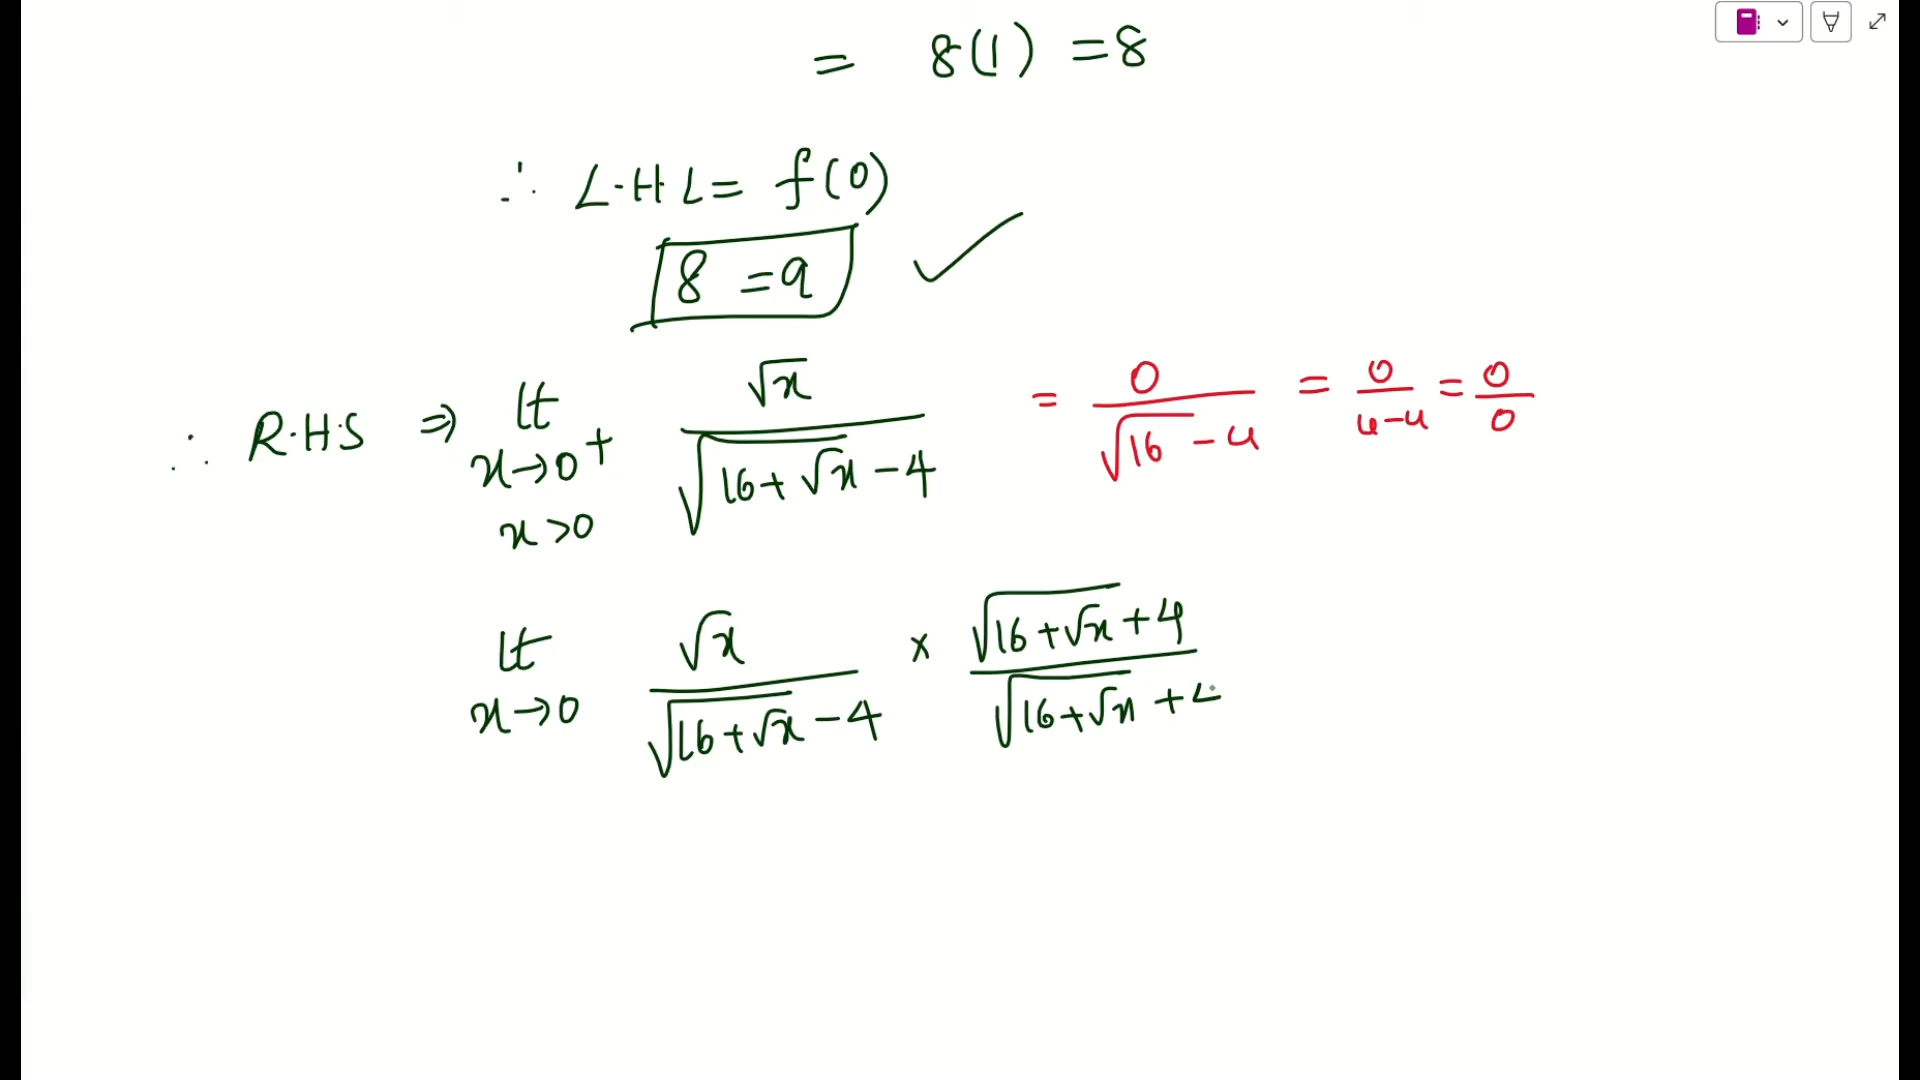 = 8(1) = 8
∴ L.H L = f(0)
8 = a
∴ R.H.S ⇒ lt x→0+ x>0 √x / √(16+√x) - 4 = 0 / √16 - 4 = 0 / 4-4 = 0 / 0
lt x→0 √x / √(16+√x) - 4 × √(16+√x) + 4 / √(16+√x) + 4